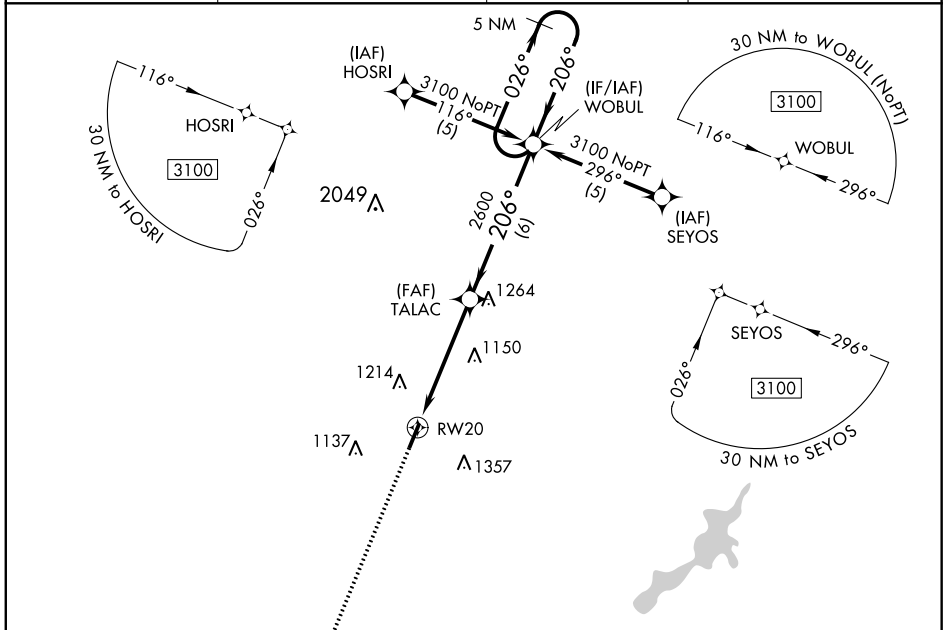 5 NM
026°
206°
(IAF)
HOSRI
3100 NoPT
116°
(5)
(IF/IAF)
WOBUL
3100 NoPT
296°
(5)
(IAF)
SEYOS
116°
HOSRI
3100
026°
30 NM to HOSRI
30 NM to WOBUL (NoPT)
3100
116°
WOBUL
296°
2049
2600
206°
(6)
(FAF)
TALAC
1264
1150
1214
RW20
1137
1357
SEYOS
296°
026°
3100
30 NM to SEYOS